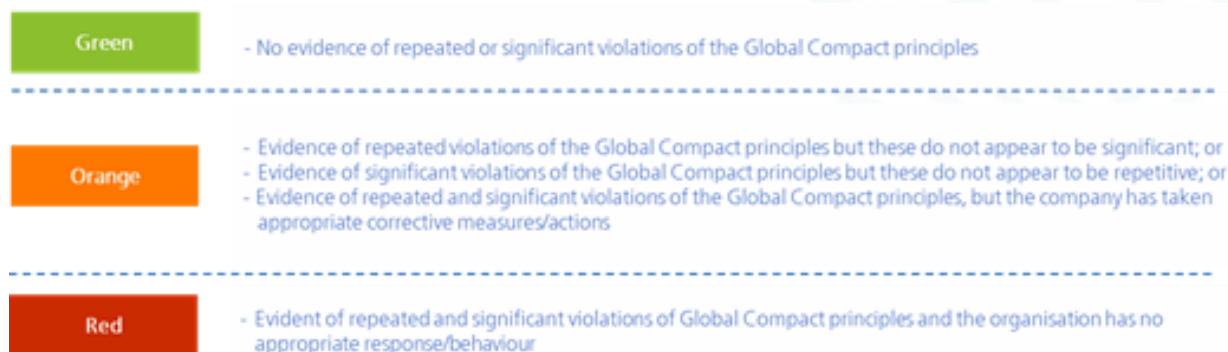 Green
- No evidence of repeated or significant violations of the Global Compact principles
Orange
- Evidence of repeated violations of the Global Compact principles but these do not appear to be significant; or
- Evidence of significant violations of the Global Compact principles but these do not appear to be repetitive; or
- Evidence of repeated and significant violations of the Global Compact principles, but the company has taken
appropriate corrective measures/actions
Red
- Evident of repeated and significant violations of Global Compact principles and the organisation has no
appropriate response/behaviour